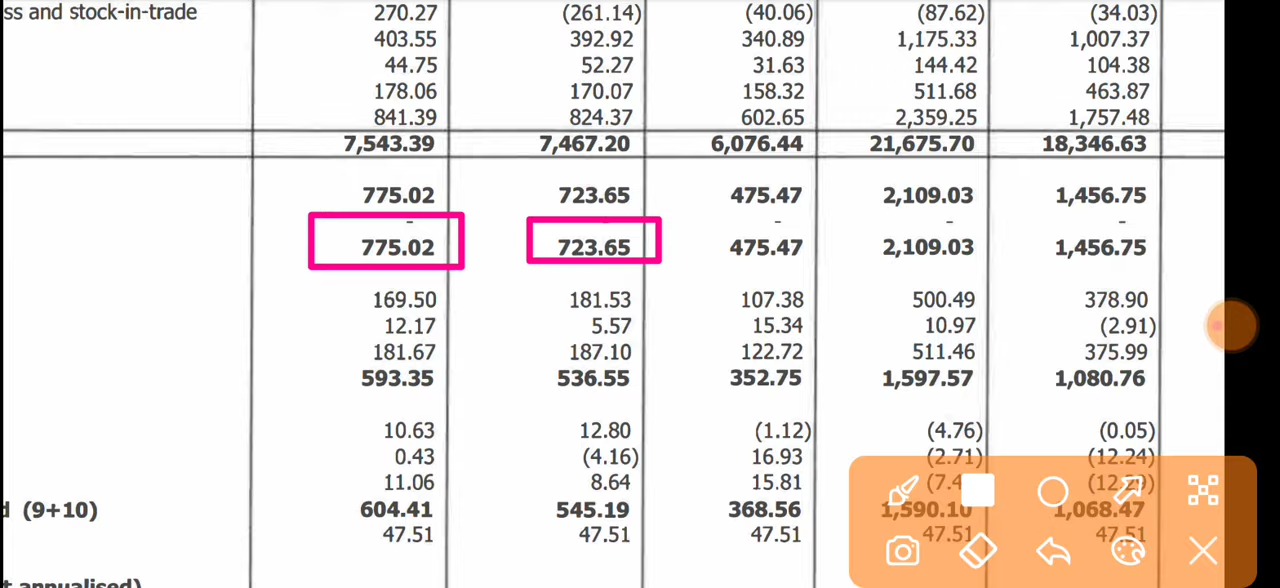 ss and stock-in-trade 270.27 (261.14) (40.06) (87.62) (34.03)
403.55 392.92 340.89 1,175.33 1,007.37
44.75 52.27 31.63 144.42 104.38
178.06 170.07 158.32 511.68 463.87
841.39 824.37 602.65 2,359.25 1,757.48
7,543.39 7,467.20 6,076.44 21,675.70 18,346.63
775.02 723.65 475.47 2,109.03 1,456.75
- - - - -
775.02 723.65 475.47 2,109.03 1,456.75
169.50 181.53 107.38 500.49 378.90
12.17 5.57 15.34 10.97 (2.91)
181.67 187.10 122.72 511.46 375.99
593.35 536.55 352.75 1,597.57 1,080.76
10.63 12.80 (1.12) (4.76) (0.05)
0.43 (4.16) 16.93 (2.71) (12.24)
11.06 8.64 15.81
d (9+10) 604.41 545.19 368.56 1,590.10 1,068.47
47.51 47.51 47.51 47.51 47.51
t annualised)